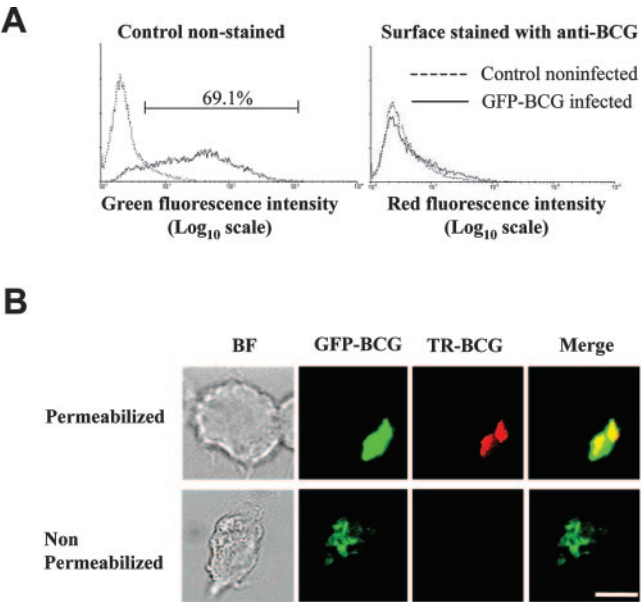 A
Control non-stained
Surface stained with anti-BCG
69.1%
Control noninfected
GFP-BCG infected
Green fluorescence intensity
(Log10 scale)
Red fluorescence intensity
(Log10 scale)
B
BF GFP-BCG TR-BCG Merge
Permeabilized
Non
Permeabilized